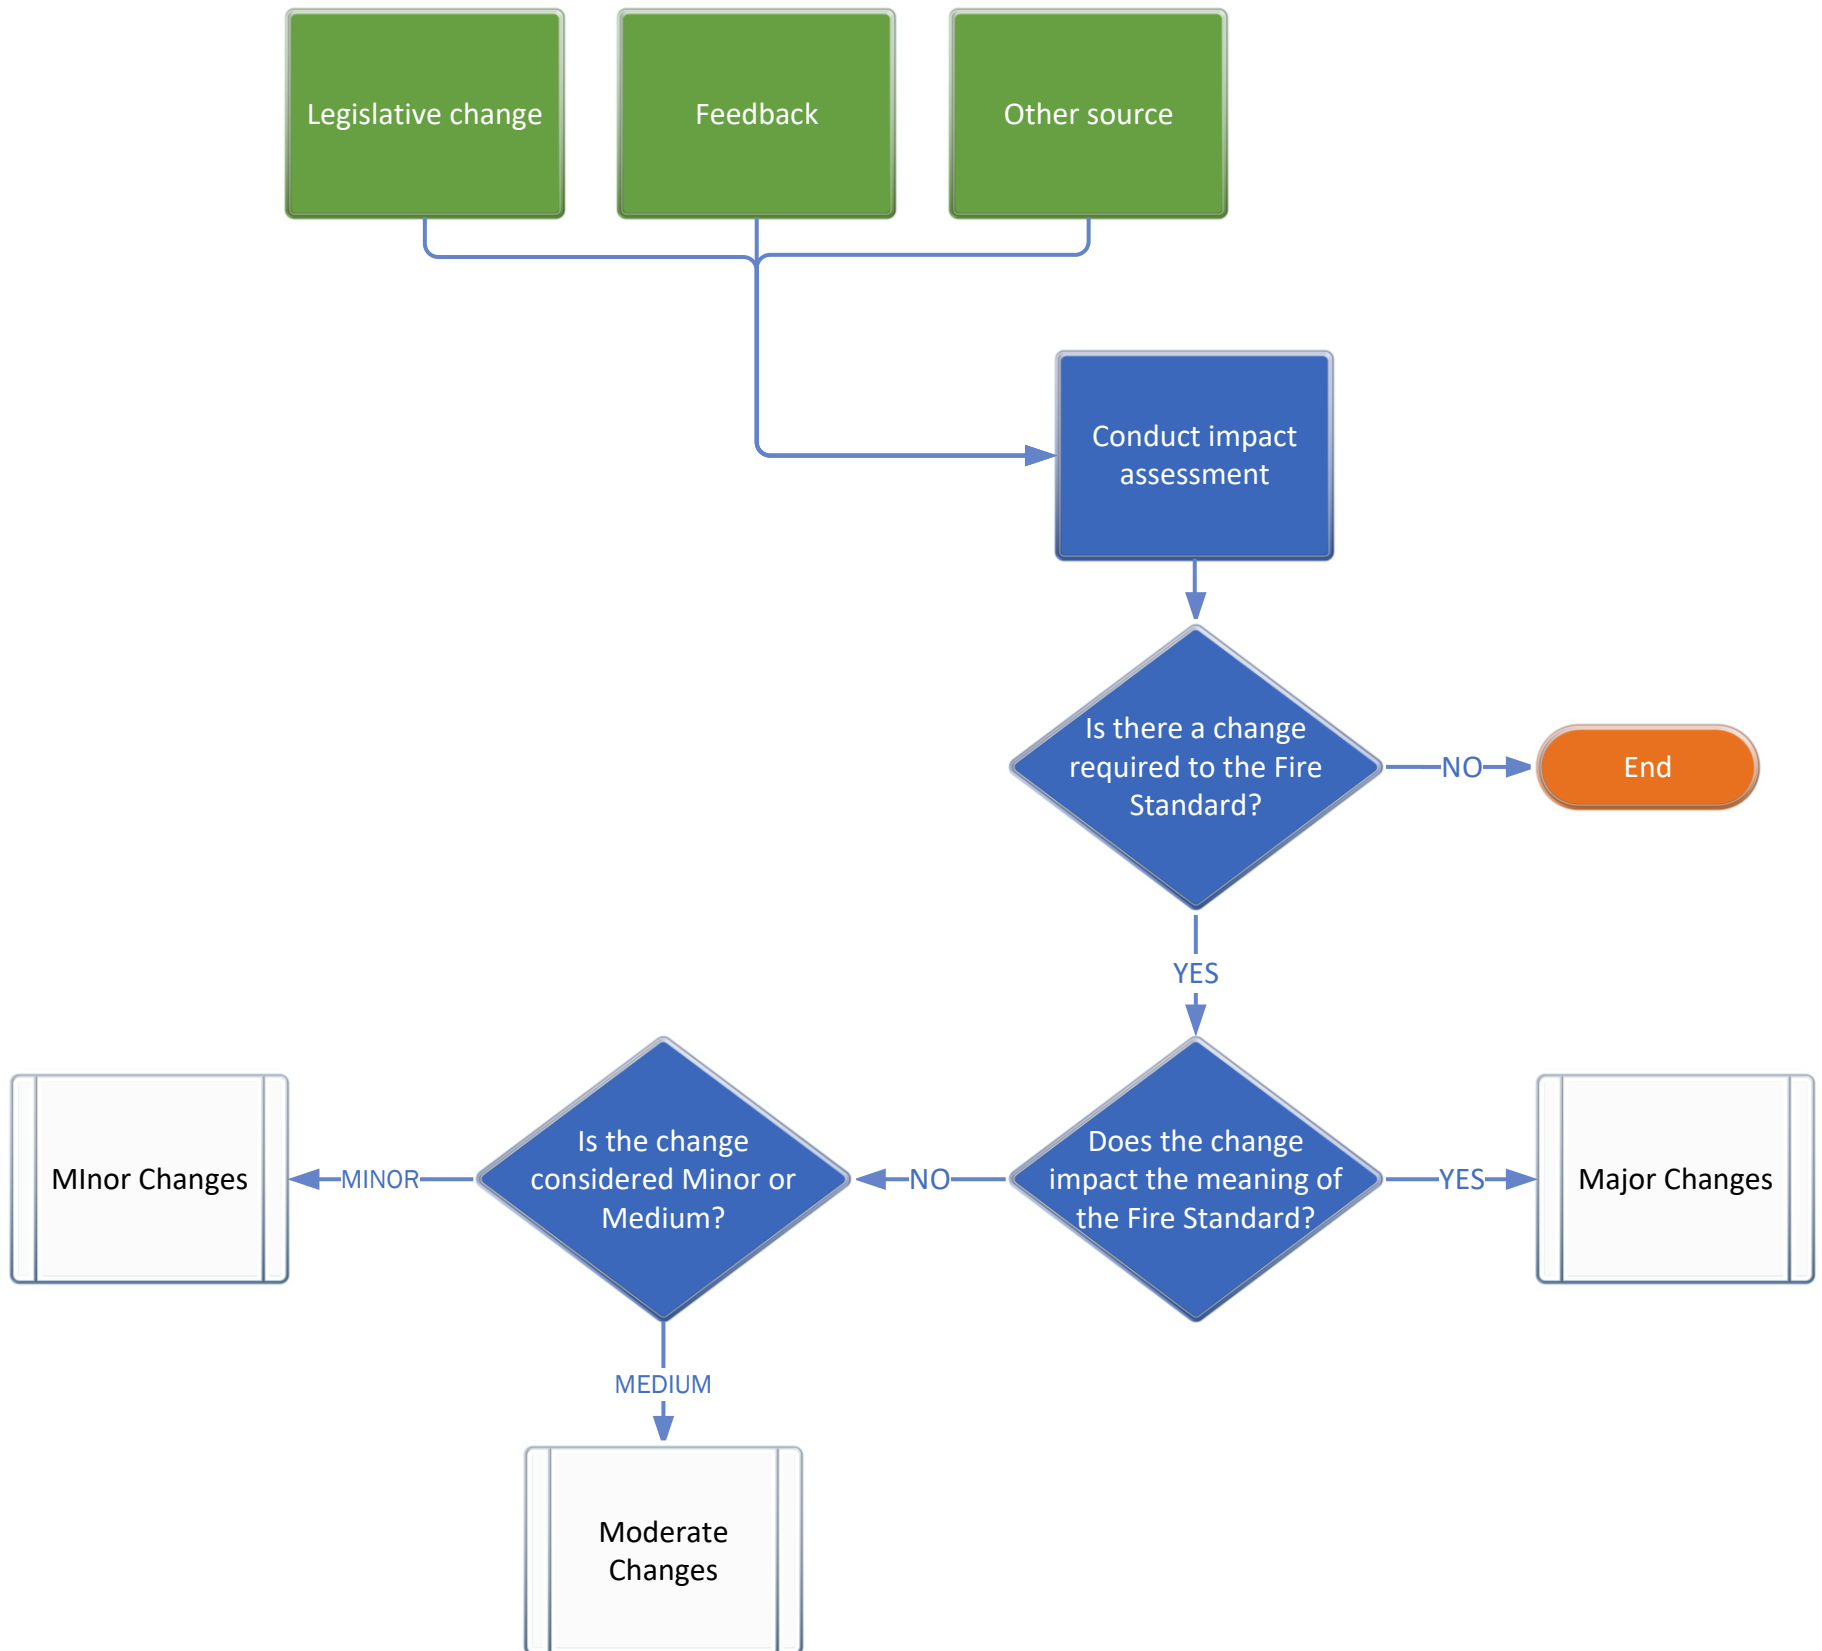 Legislative change
Feedback
Other source
Conduct impact
assessment
Is there a change
required to the Fire
Standard?
NO
End
YES
MInor Changes
MINOR
Is the change
considered Minor or
Medium?
NO
Does the change
impact the meaning of
the Fire Standard?
YES
Major Changes
MEDIUM
Moderate
Changes